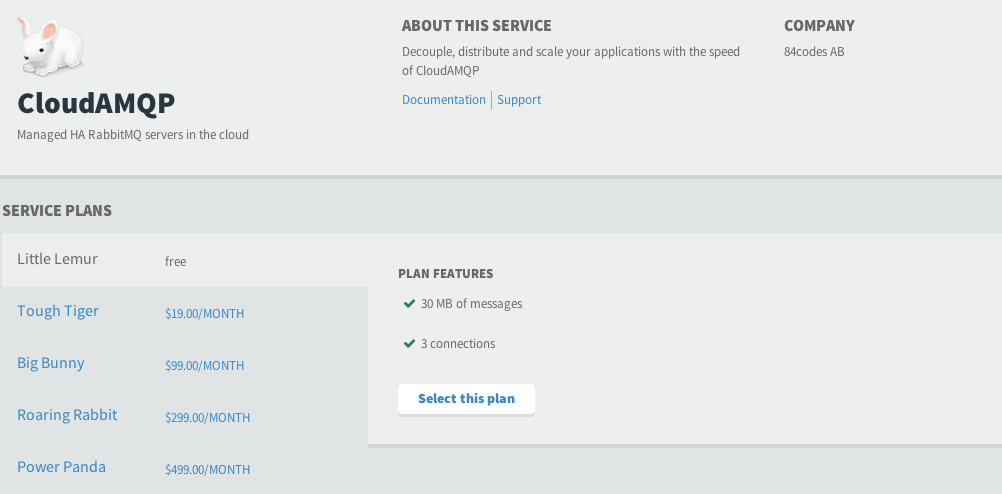 CloudAMQP
Managed HA RabbitMQ servers in the cloud
ABOUT THIS SERVICE
Decouple, distribute and scale your applications with the speed
of CloudAMQP
Documentation Support
COMPANY
84codes AB
SERVICE PLANS
Little Lemur free
Tough Tiger $19.00/MONTH
Big Bunny $99.00/MONTH
Roaring Rabbit $299.00/MONTH
Power Panda $499.00/MONTH
PLAN FEATURES
30 MB of messages
3 connections
Select this plan